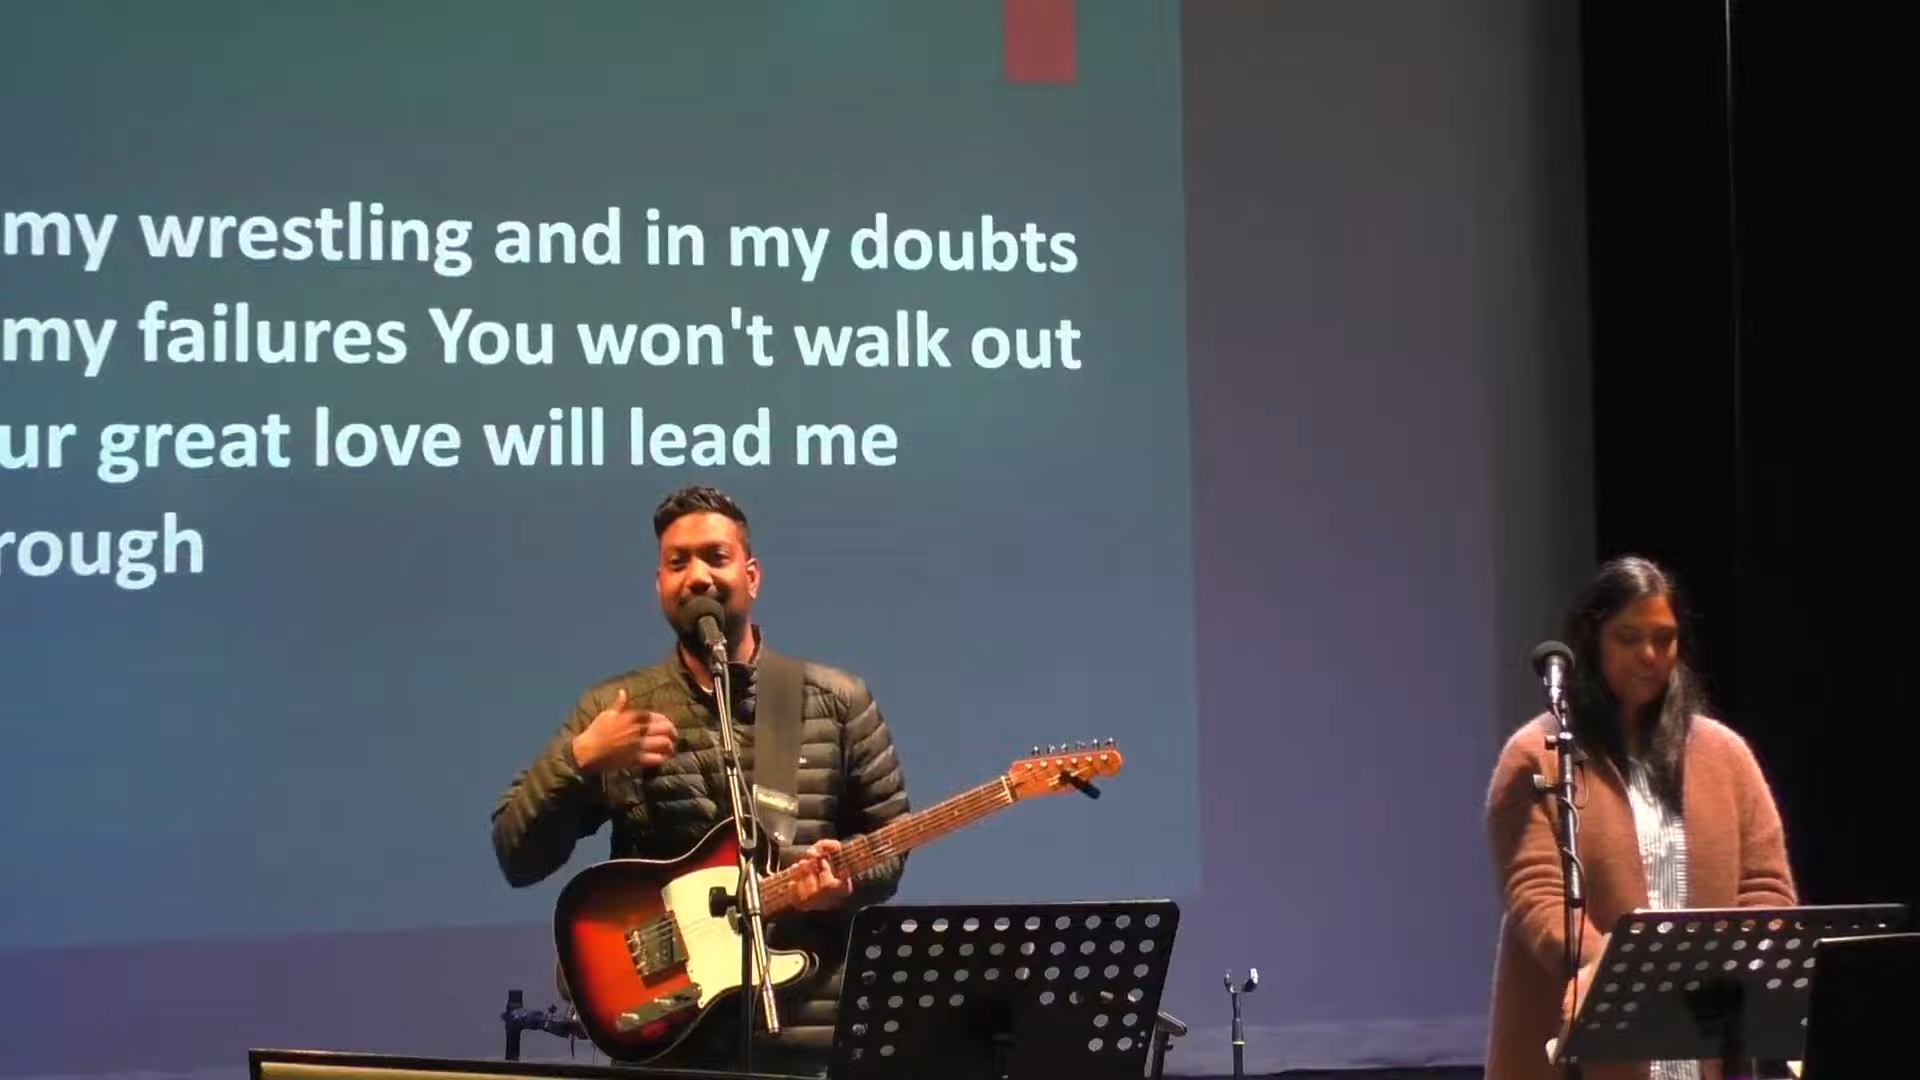 my wrestling and in my doubts
my failures You won't walk out
ur great love will lead me
rough